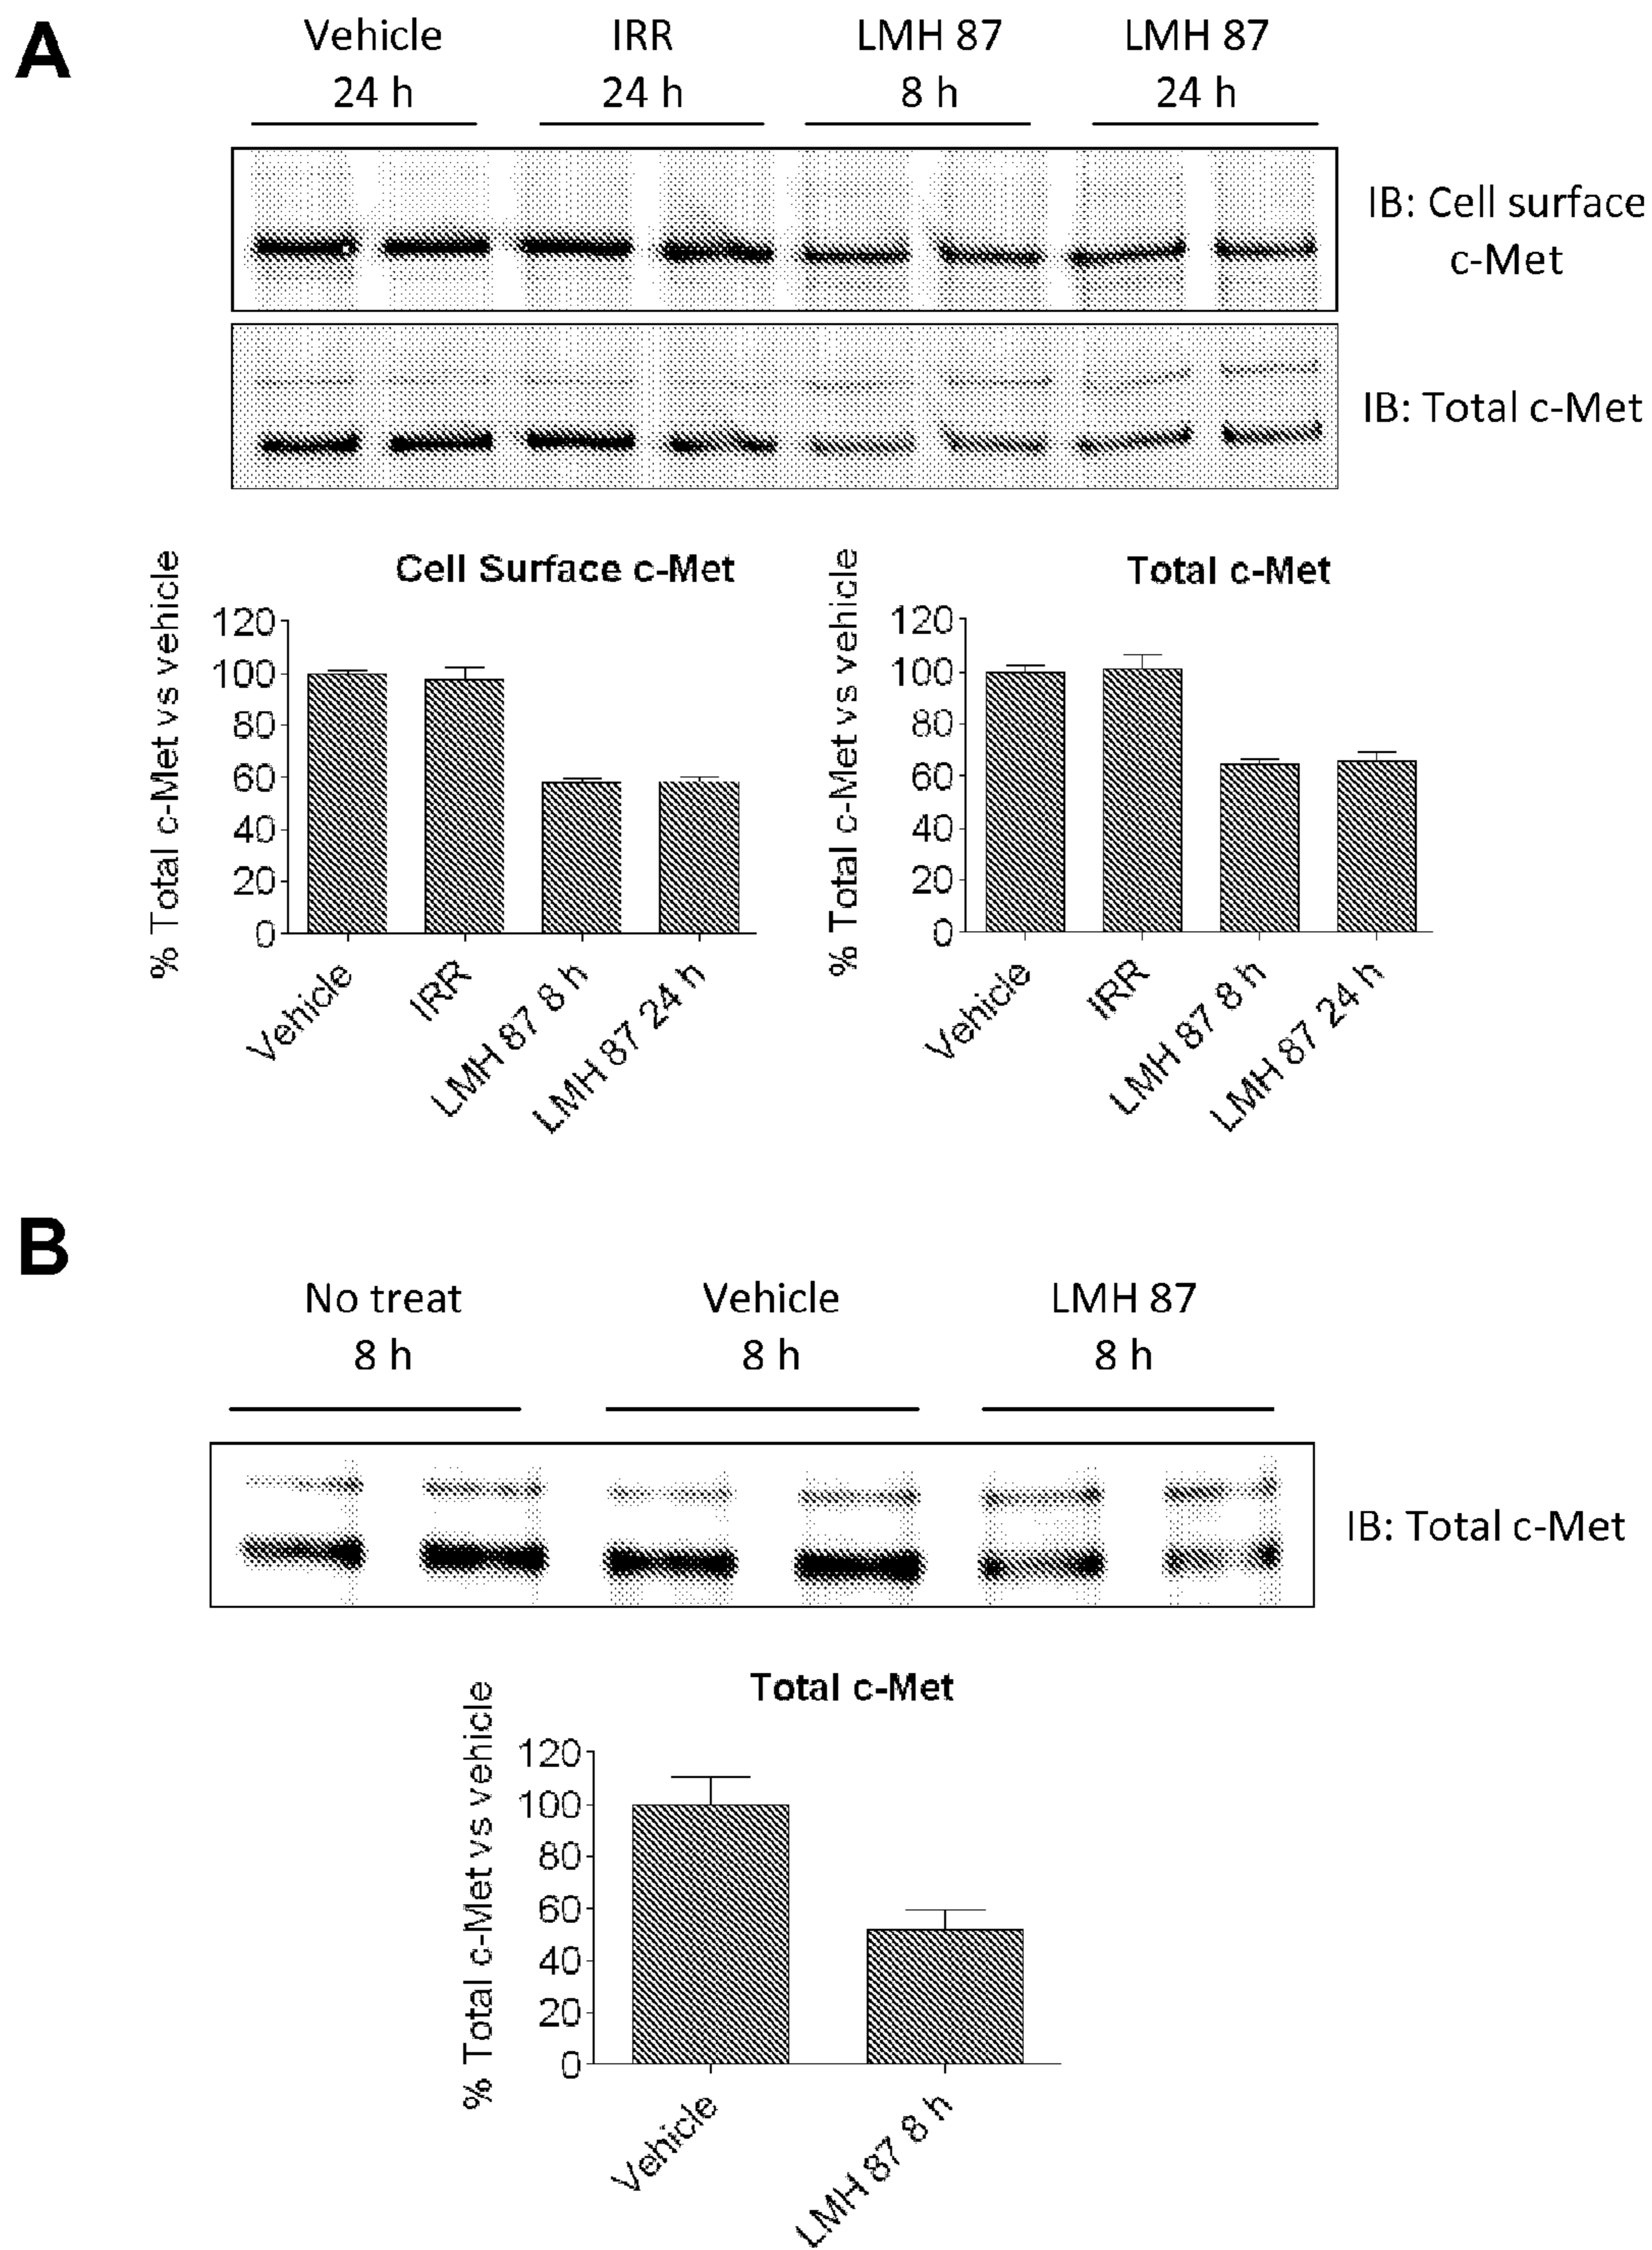 A
Vehicle
24 h
IRR
24 h
LMH 87
8 h
LMH 87
24 h
IB: Cell surface
c-Met
IB: Total c-Met
Cell Surface c-Met
% Total c-Met vs vehicle
120
100
80
60
40
20
0
Vehicle
IRR
LMH 87 8 h
LMH 87 24 h
Total c-Met
% Total c-Met vs vehicle
120
100
80
60
40
20
0
Vehicle
IRR
LMH 87 8 h
LMH 87 24 h
B
No treat
8 h
Vehicle
8 h
LMH 87
8 h
IB: Total c-Met
Total c-Met
% Total c-Met vs vehicle
120
100
80
60
40
20
0
Vehicle
LMH 87 8 h